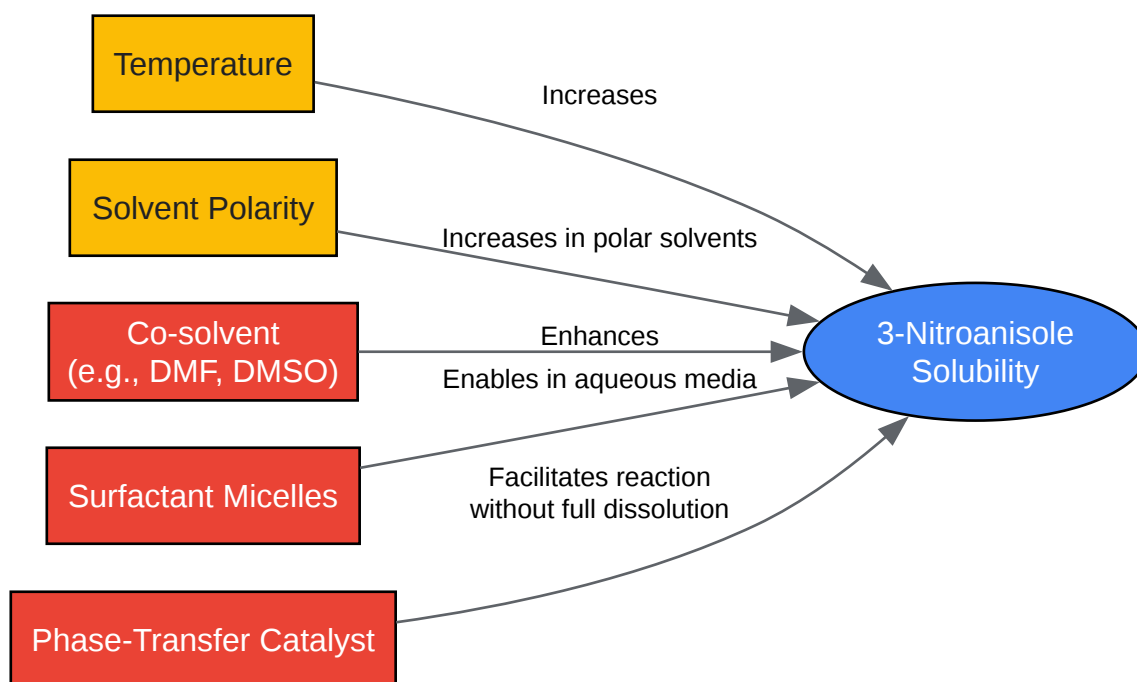 Temperature
Increases
Solvent Polarity
Increases in polar solvents
Co-solvent
(e.g., DMF, DMSO)
Enhances
3-Nitroanisole
Solubility
Enables in aqueous media
Surfactant Micelles
Facilitates reaction
without full dissolution
Phase-Transfer Catalyst